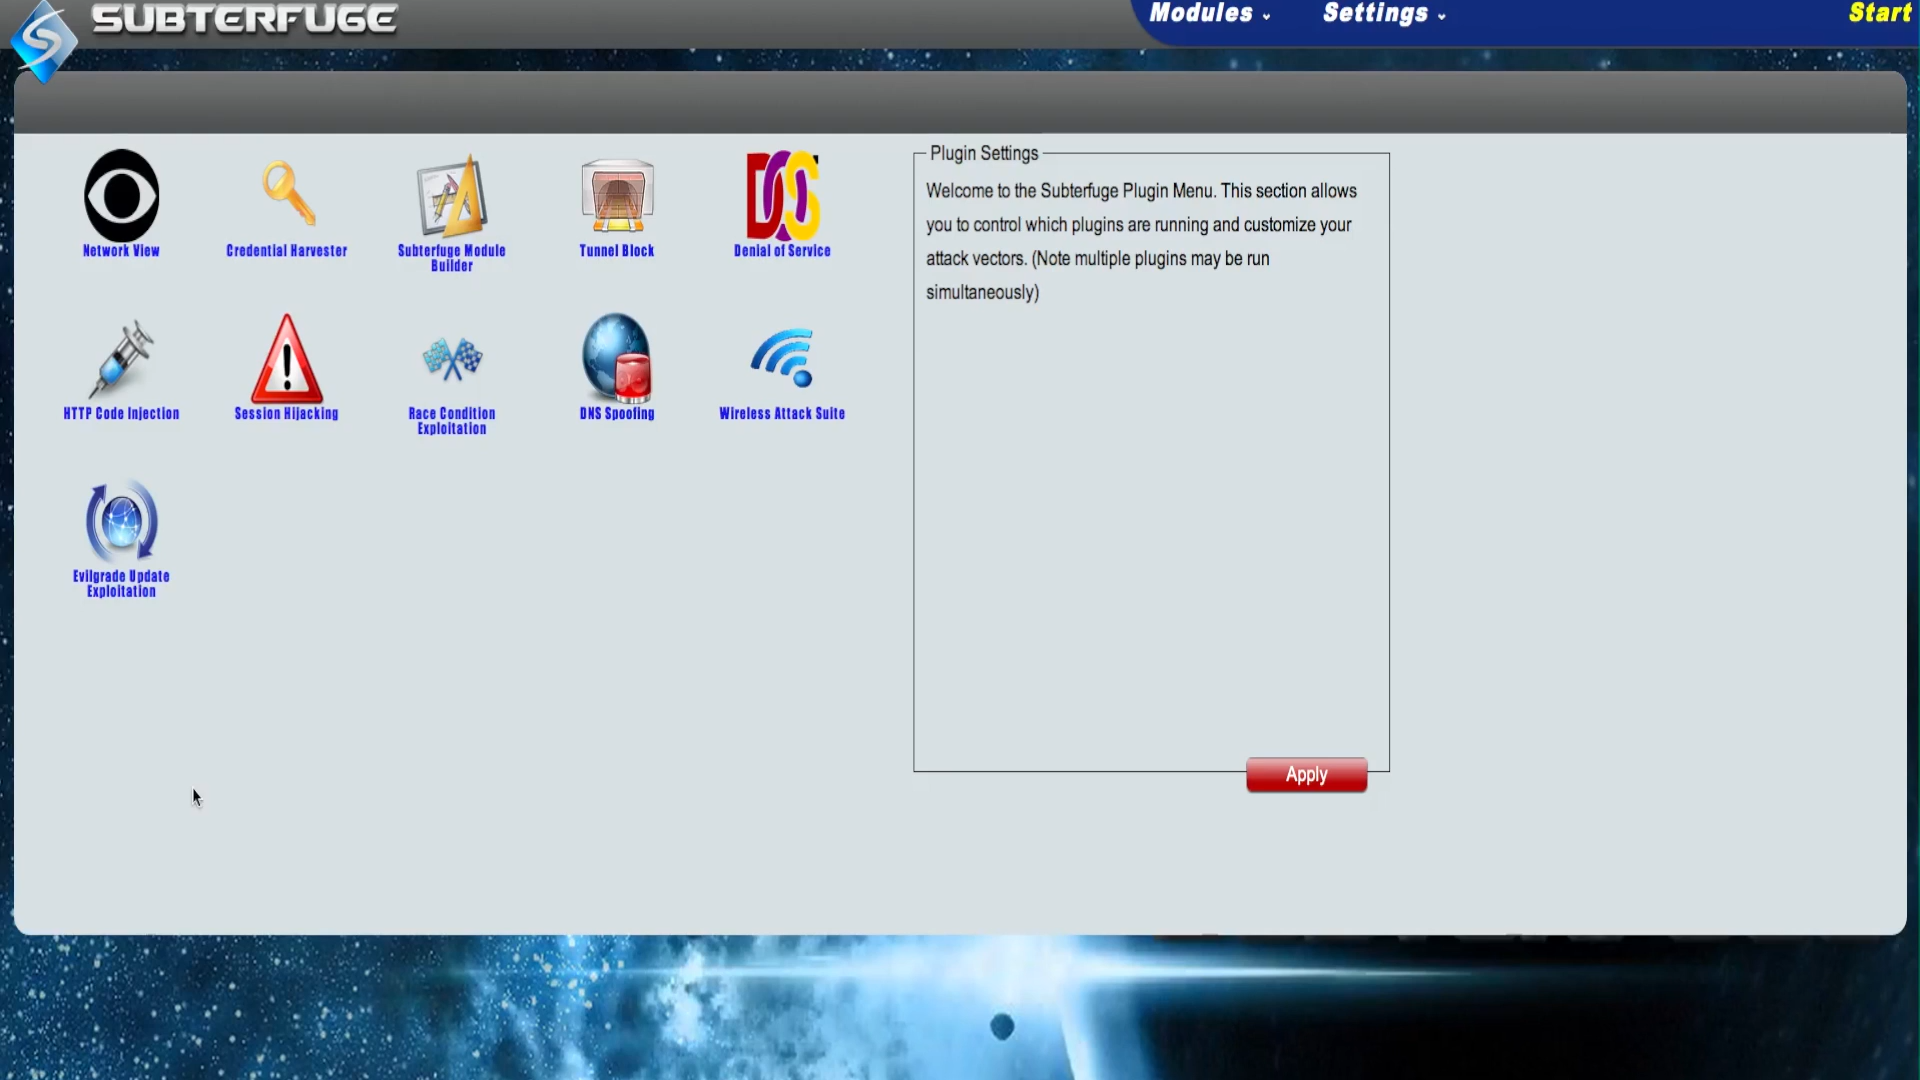 SUBTERFUGE
Modules
Settings
Start
Network View
Credential Harvester
Subterfuge Module
Builder
Tunnel Block
DOS
Denial of Service
HTTP Code Injection
Session Hijacking
Race Condition
Exploitation
DNS Spoofing
Wireless Attack Suite
Evilgrade Update
Exploitation
Plugin Settings
Welcome to the Subterfuge Plugin Menu. This section allows
you to control which plugins are running and customize your
attack vectors. (Note multiple plugins may be run
simultaneously)
Apply